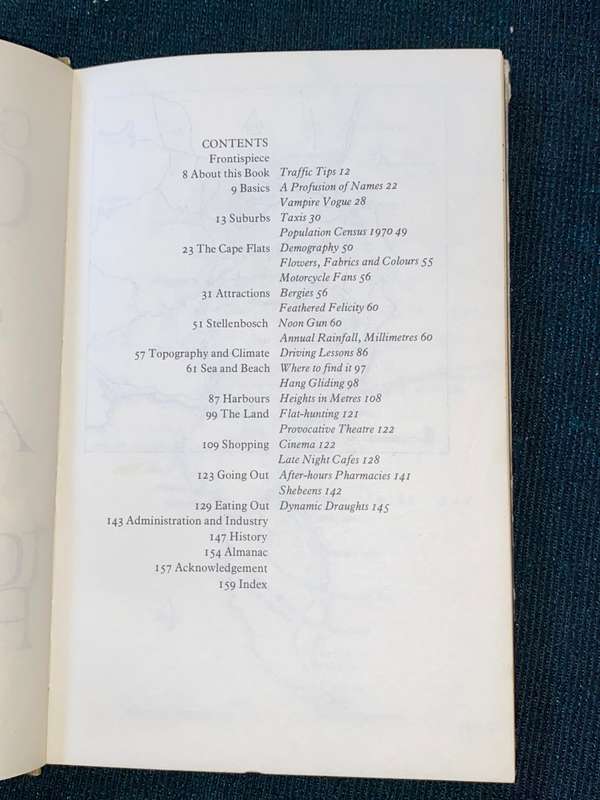 CONTENTS
Frontispiece
8 About this Book Traffic Tips 12
9 Basics A Profusion of Names 22
Vampire Vogue 28
13 Suburbs Taxis 30
Population Census 1970 49
23 The Cape Flats Demography 50
Flowers, Fabrics and Colours 55
Motorcycle Fans 56
31 Attractions Bergies 56
Feathered Felicity 60
51 Stellenbosch Noon Gun 60
Annual Rainfall, Millimetres 60
57 Topography and Climate Driving Lessons 86
61 Sea and Beach Where to find it 97
Hang Gliding 98
87 Harbours Heights in Metres 108
99 The Land Flat-hunting 121
Provocative Theatre 122
109 Shopping Cinema 122
Late Night Cafes 128
123 Going Out After-hours Pharmacies 141
Shebeens 142
129 Eating Out Dynamic Draughts 145
143 Administration and Industry
147 History
154 Almanac
157 Acknowledgement
159 Index